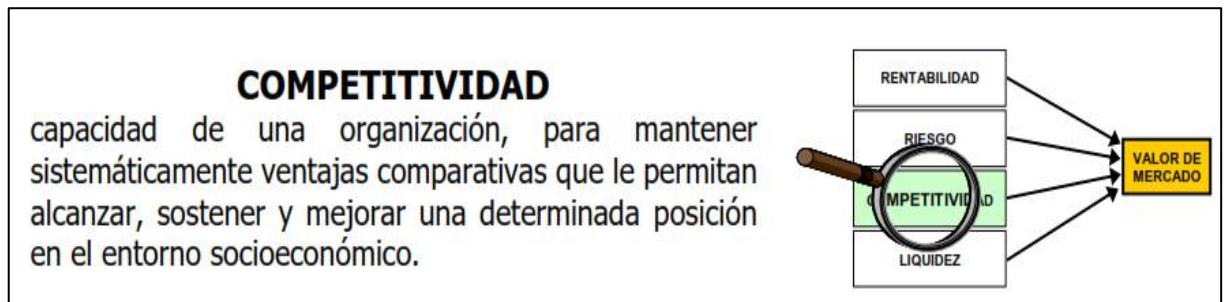 COMPETITIVIDAD
capacidad de una organización, para mantener
sistemáticamente ventajas comparativas que le permitan
alcanzar, sostener y mejorar una determinada posición
en el entorno socioeconómico.
RENTABILIDAD
RIESGO
COMPETITIVIDAD
LIQUIDEZ
VALOR DE
MERCADO